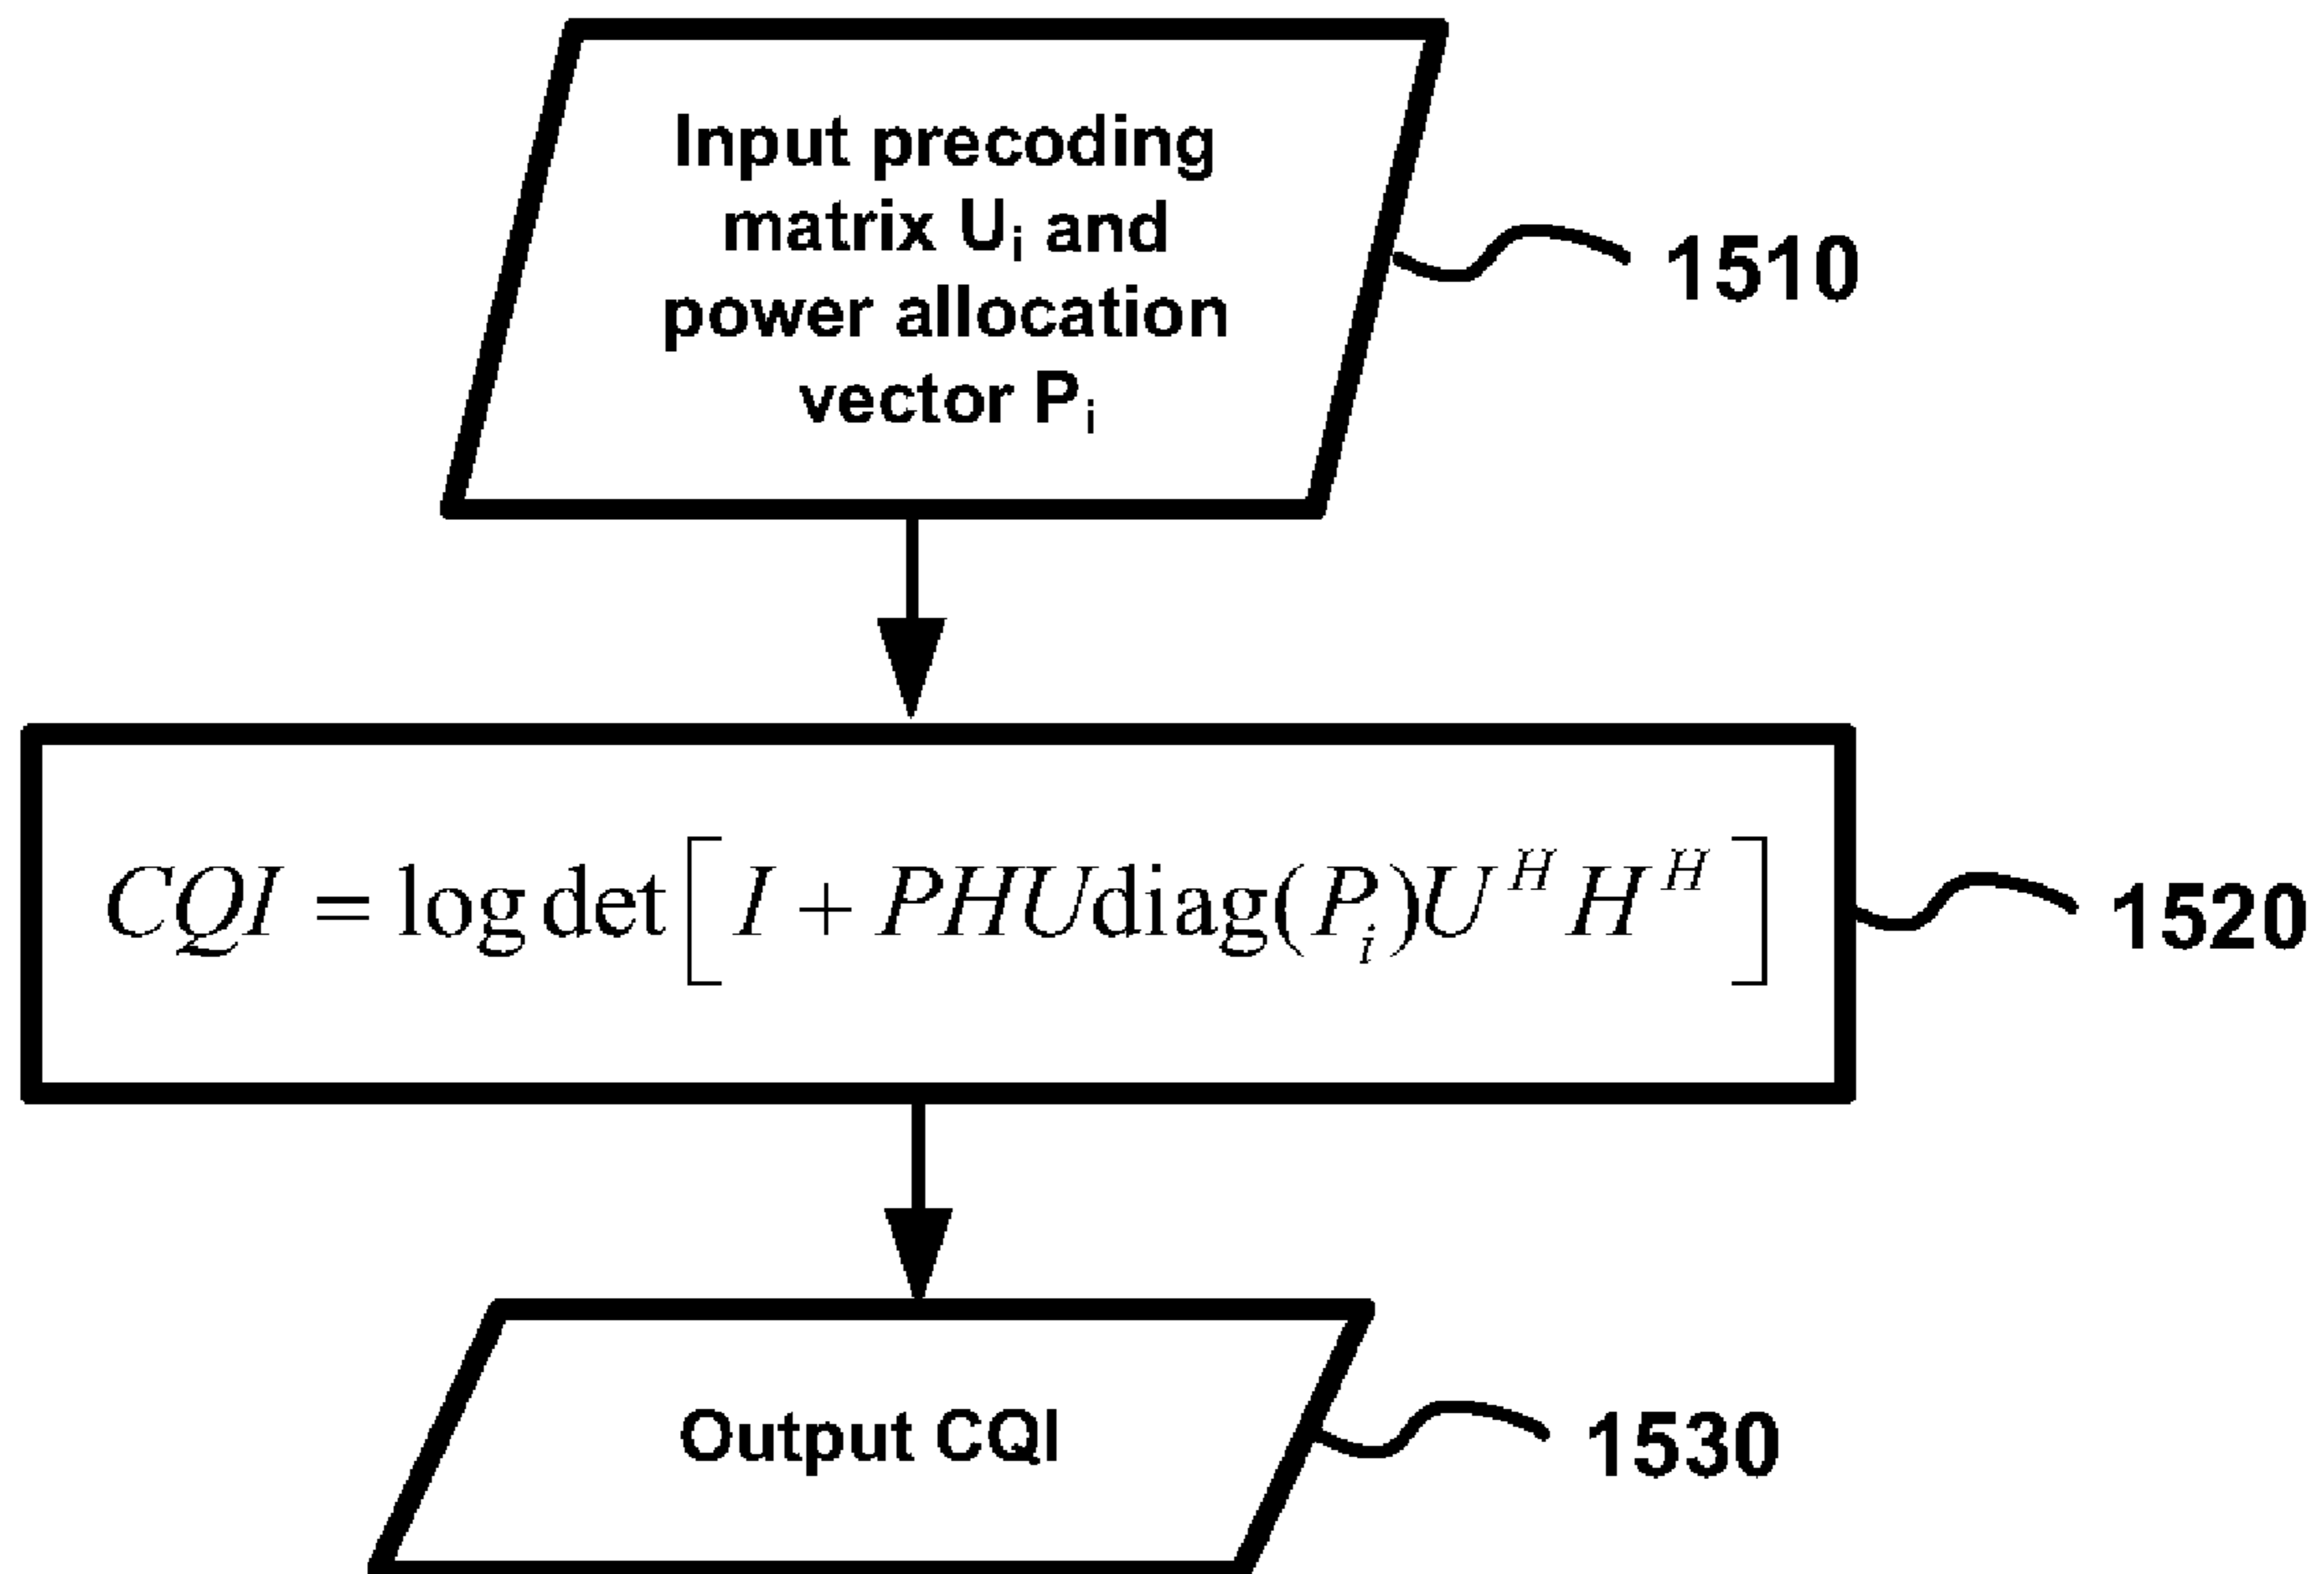 Input precoding
matrix Uᵢ and
power allocation
vector Pᵢ
1510
CQI = log det[ I + PHUdiag(Pᵢ)Uᴴ Hᴴ ]
1520
Output CQI
1530